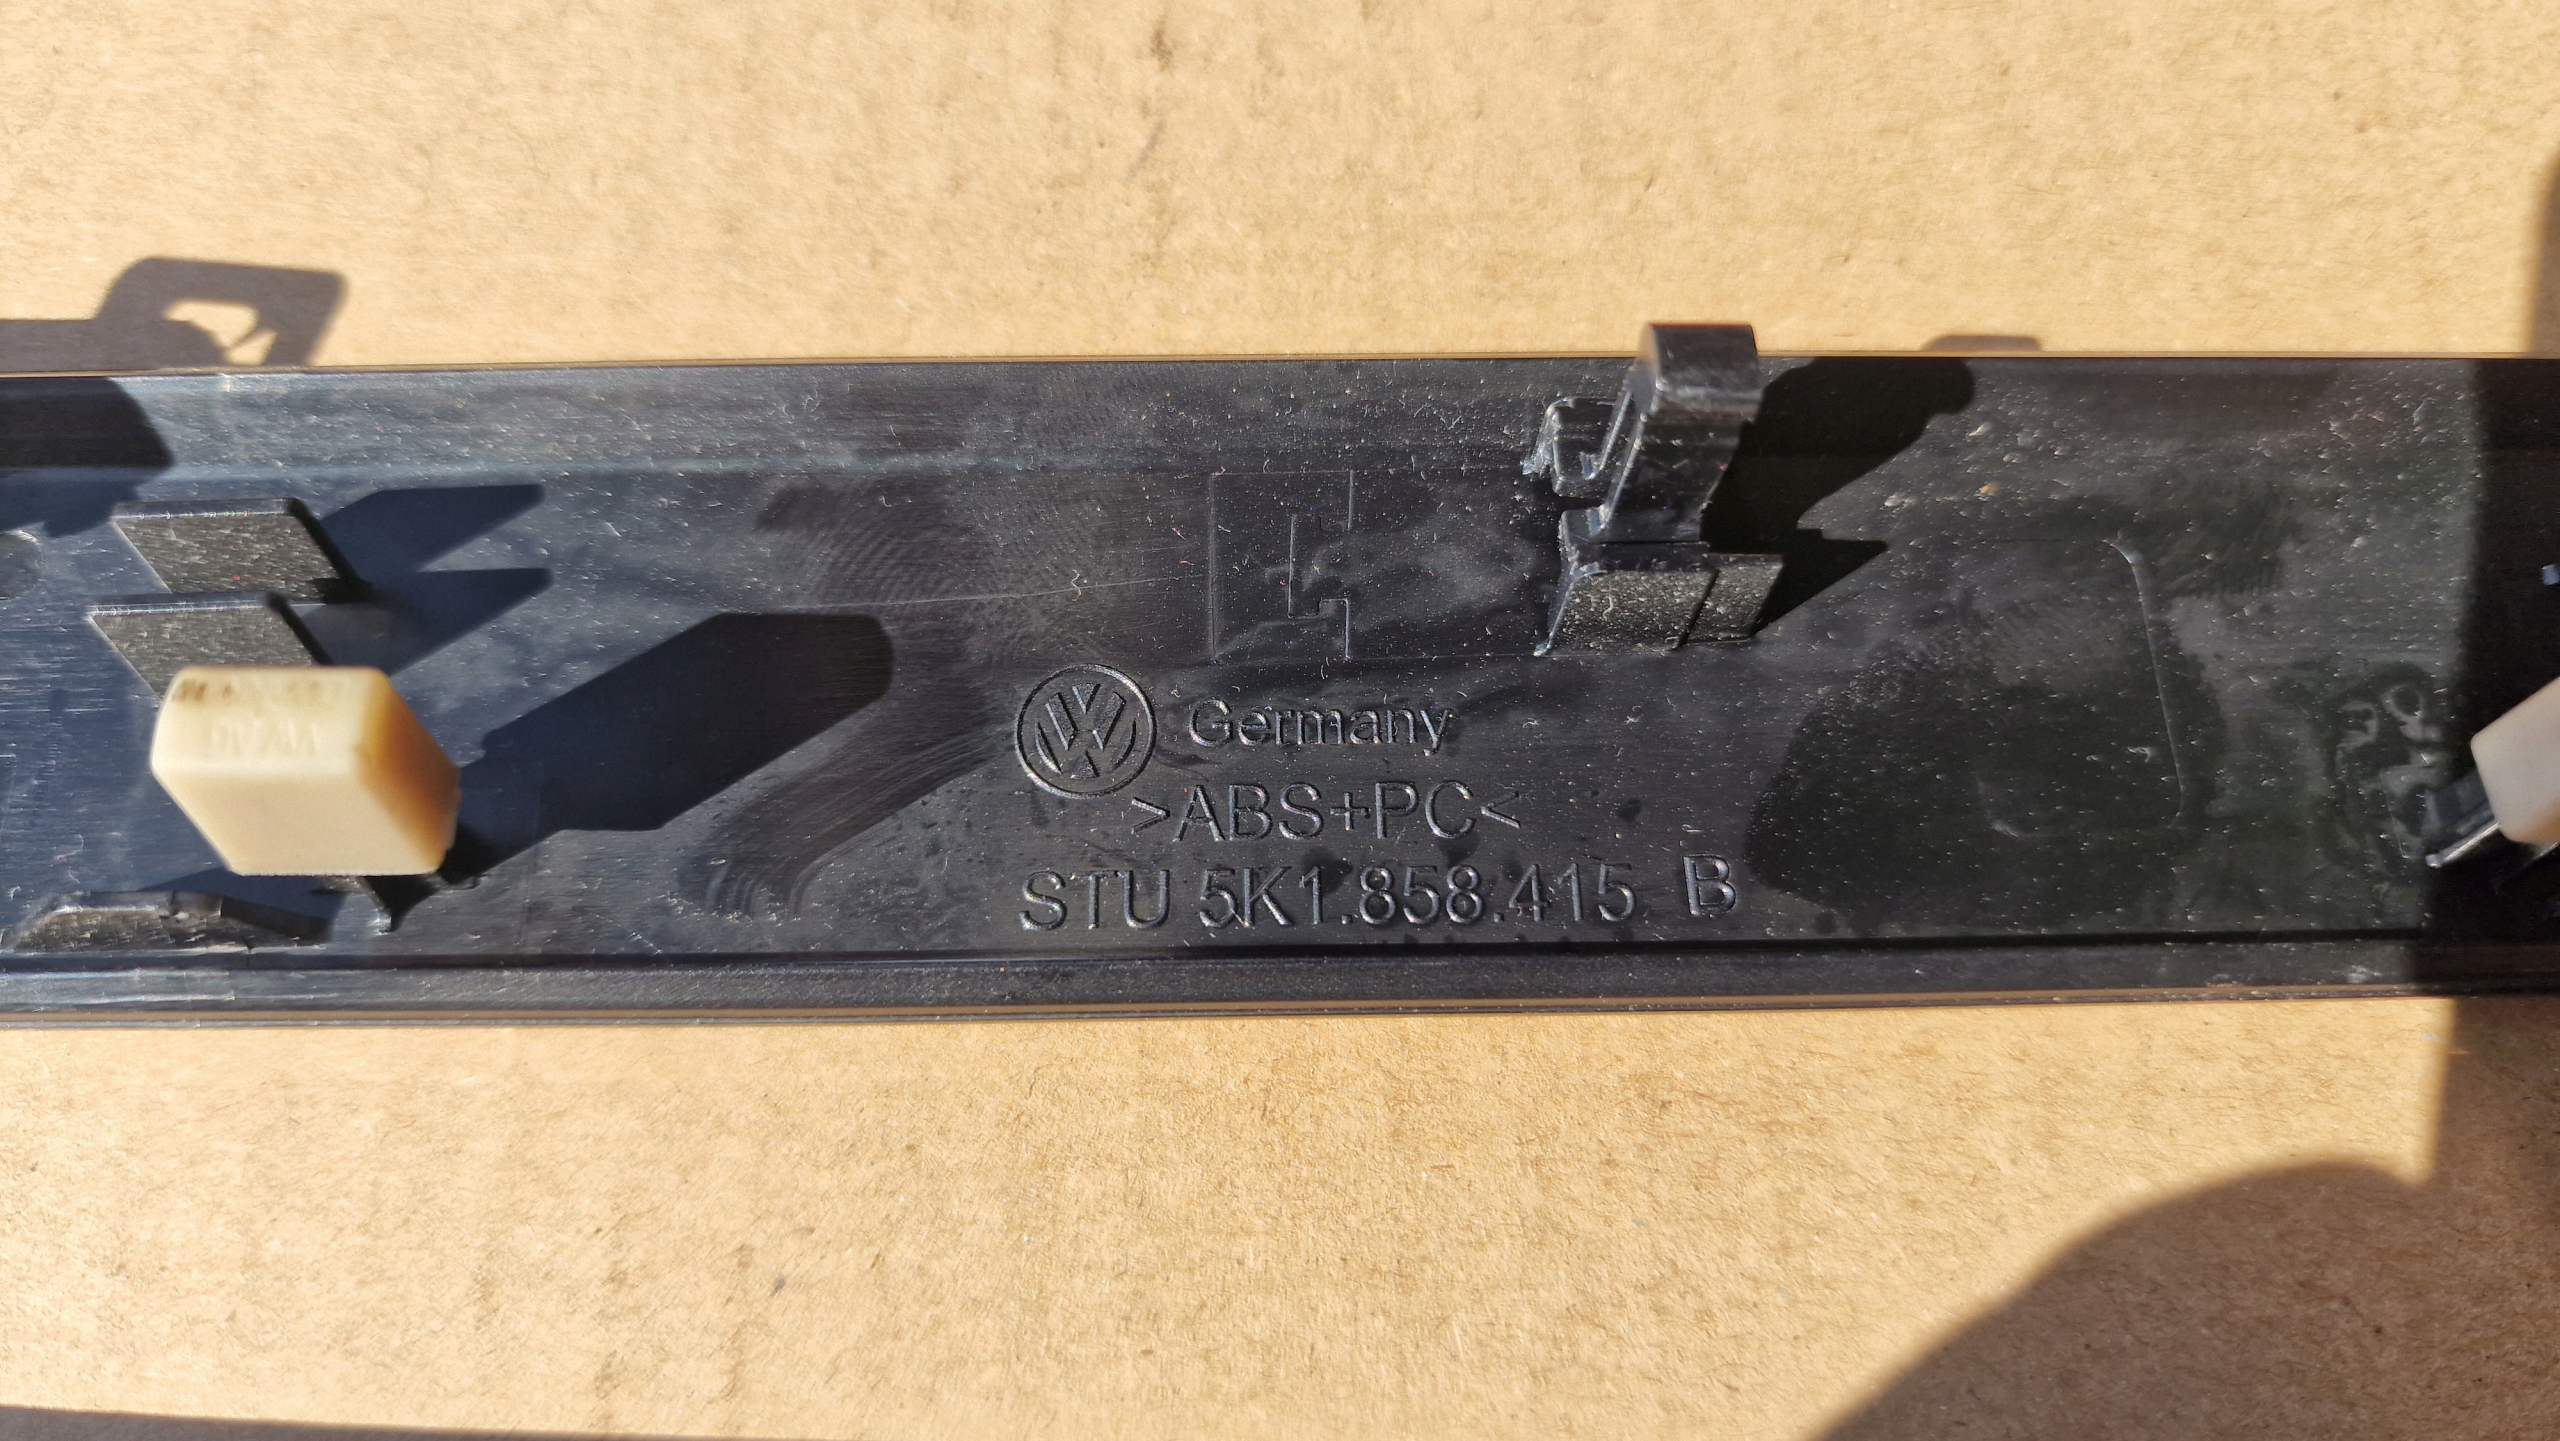 Germany
>ABS+PC<
STU 5K1.858.415 B